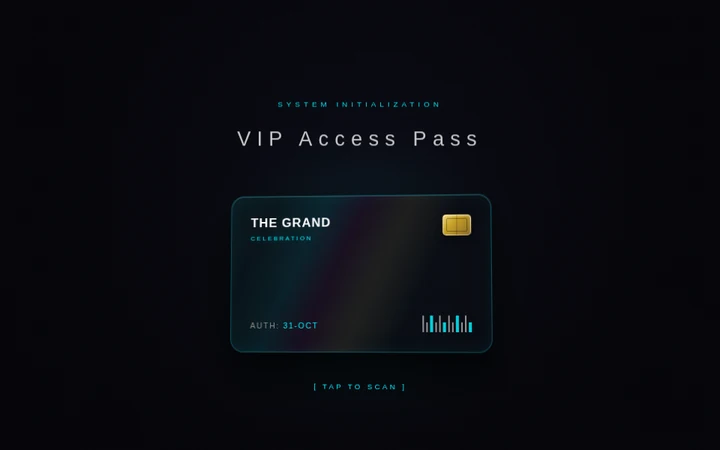 SYSTEM INITIALIZATION
VIP Access Pass
THE GRAND
CELEBRATION
AUTH: 31-OCT
[ TAP TO SCAN ]